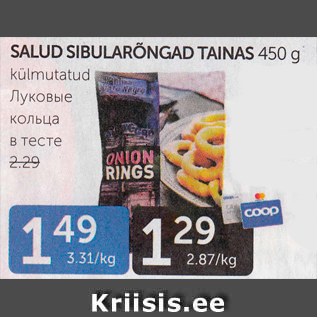 SALUD SIBULARÕNGAD TAINAS 450 g
külmutatud
Луковые
кольца
в тесте
2.29
ONION
RINGS
1 49
3.31/kg
1 29
2.87/kg
coop
Kriisis.ee